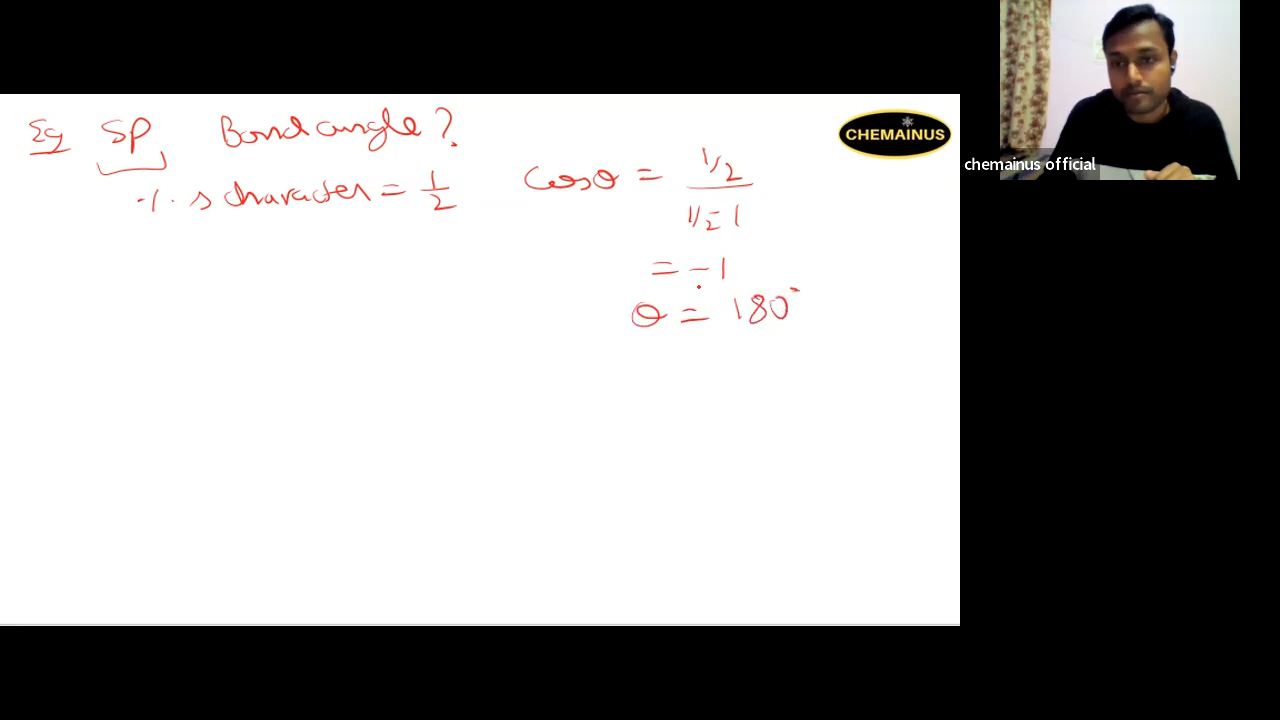 Eg sp Bond angle?
% s character = 1/2
cosθ = 1/2 / 1/2 - 1
= -1
θ = 180°
CHEMAINUS
chemainus official